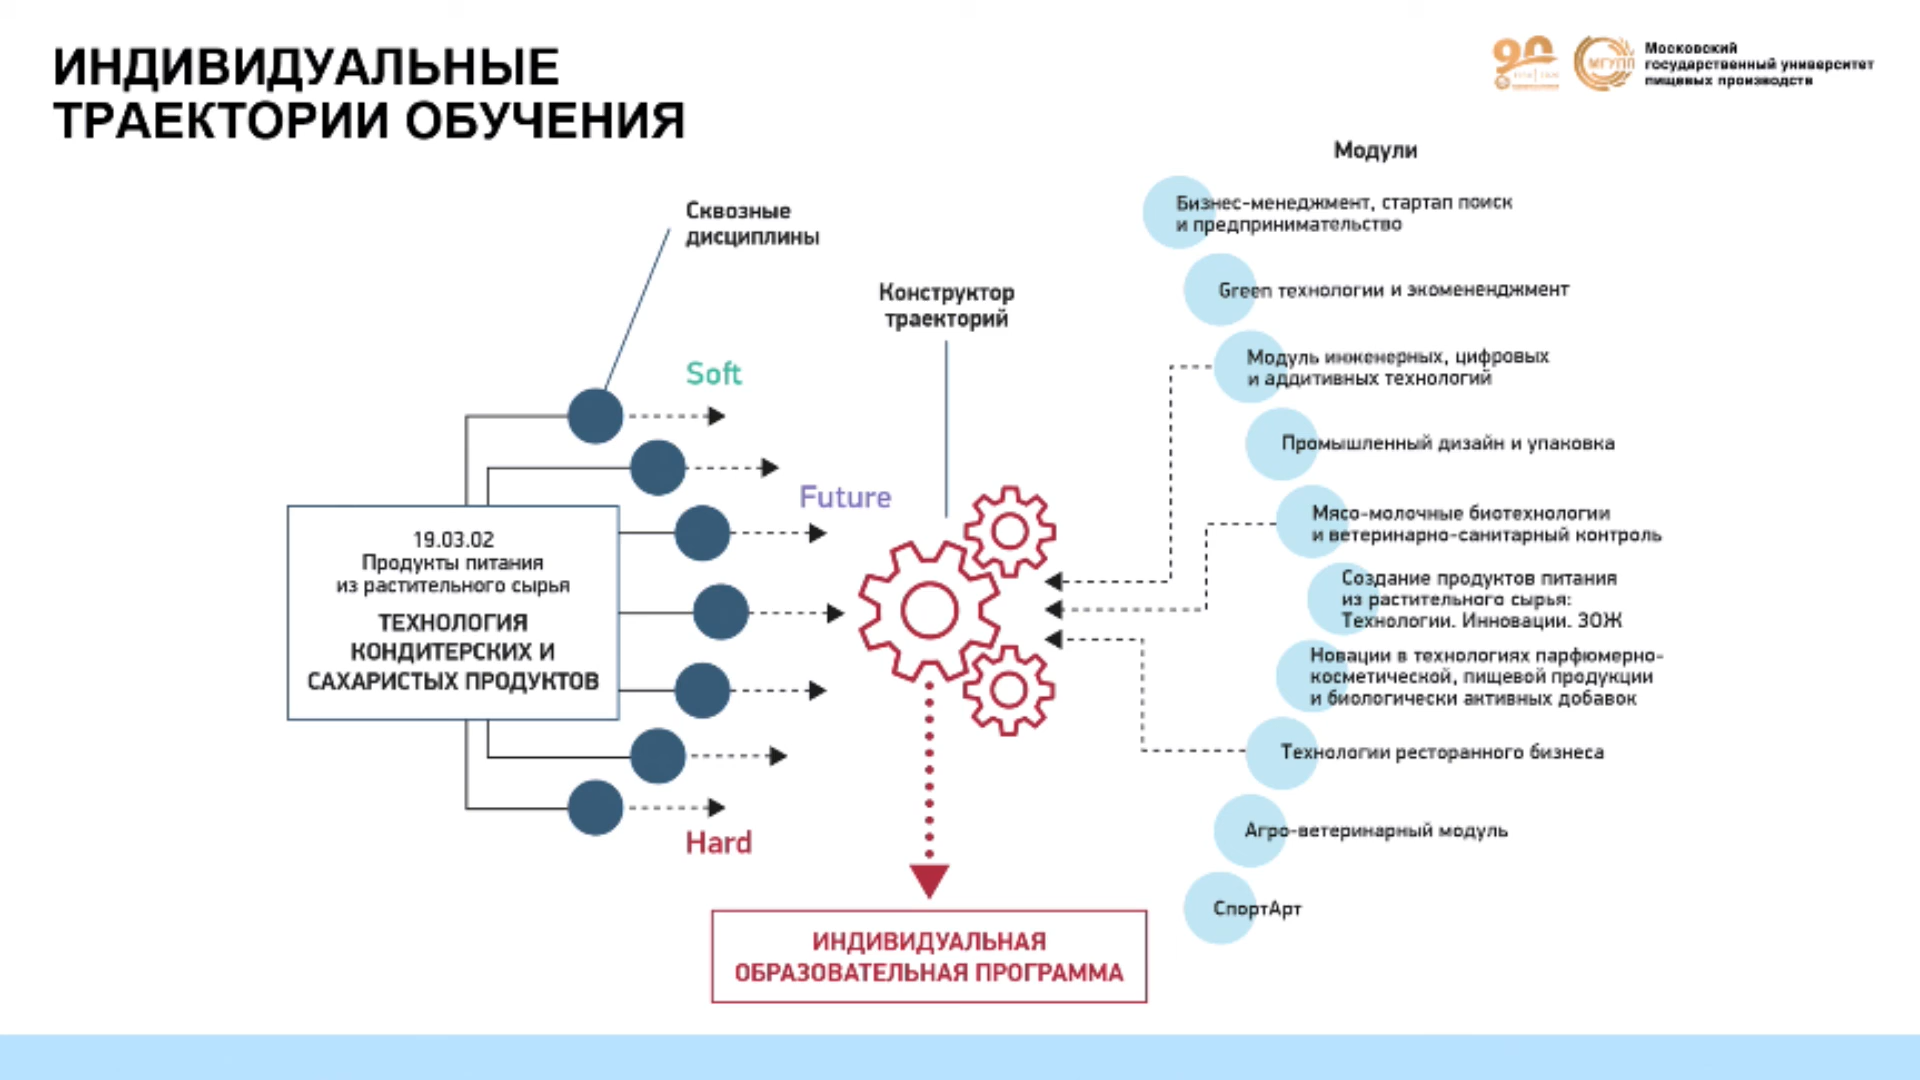 ИНДИВИДУАЛЬНЫЕ
ТРАЕКТОРИИ ОБУЧЕНИЯ
90
МГУПП
Московский
государственный университет
пищевых производств
Модули
Сквозные
дисциплины
Конструктор
траекторий
Soft
Future
Hard
19.03.02
Продукты питания
из растительного сырья
ТЕХНОЛОГИЯ
КОНДИТЕРСКИХ И
САХАРИСТЫХ ПРОДУКТОВ
Бизнес-менеджмент, стартап поиск
и предпринимательство
Green технологии и экомененджмент
Модуль инженерных, цифровых
и аддитивных технологий
Промышленный дизайн и упаковка
Мясо-молочные биотехнологии
и ветеринарно-санитарный контроль
Создание продуктов питания
из растительного сырья:
Технологии. Инновации. ЗОЖ
Новации в технологиях парфюмерно-
косметической, пищевой продукции
и биологически активных добавок
Технологии ресторанного бизнеса
Агро-ветеринарный модуль
СпортАрт
ИНДИВИДУАЛЬНАЯ
ОБРАЗОВАТЕЛЬНАЯ ПРОГРАММА